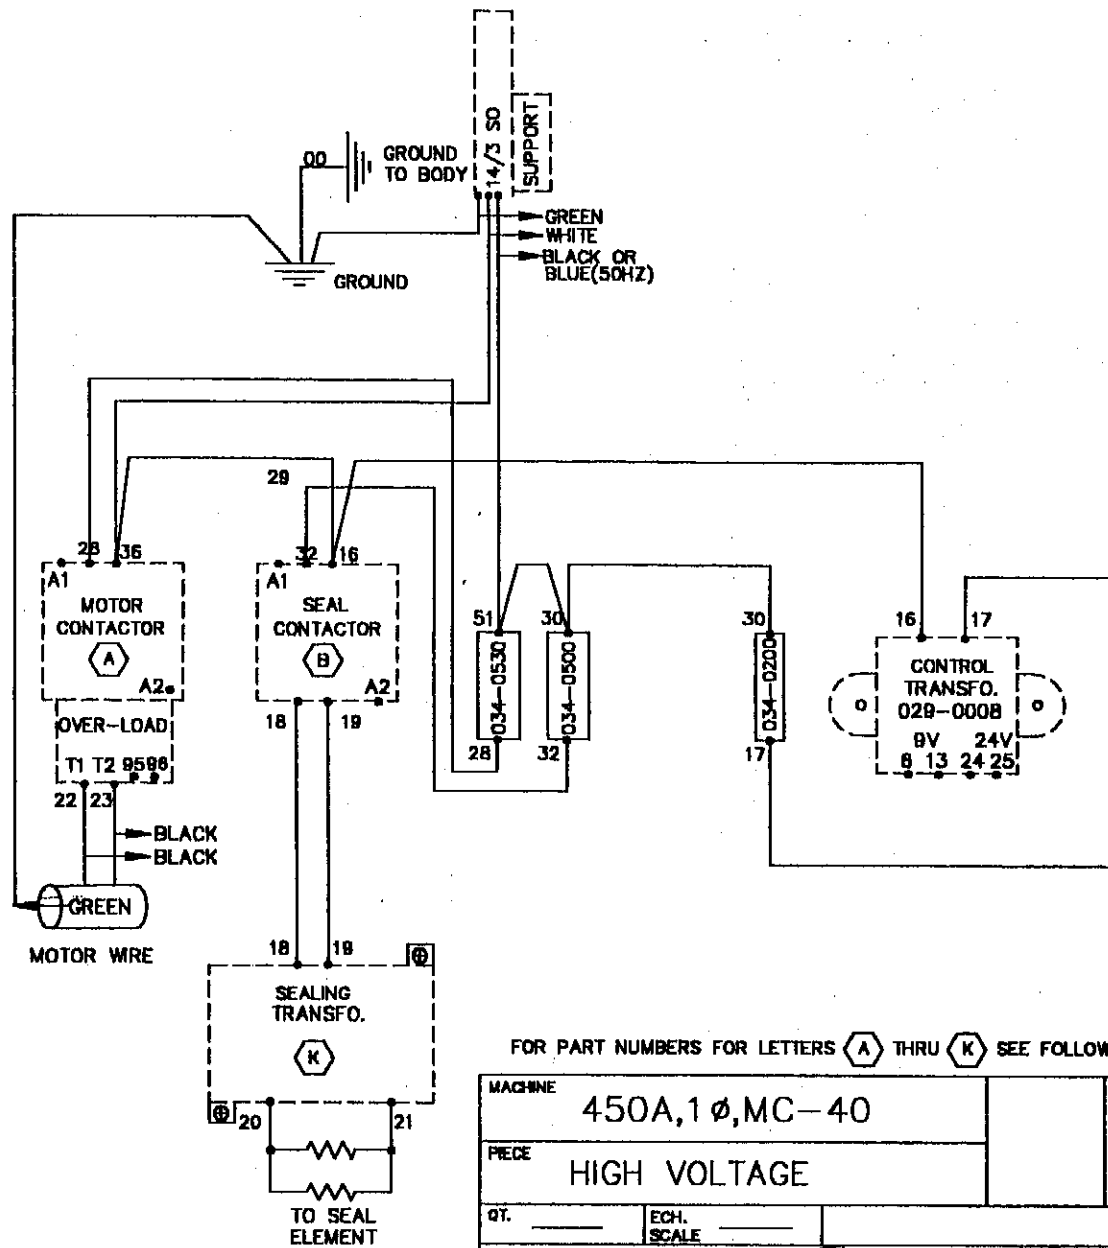 14/3 SO
SUPPORT
OD
GROUND
TO BODY
GREEN
WHITE
BLACK OR
BLUE(50HZ)
GROUND
29
28 36
A1
MOTOR
CONTACTOR
A
A2
OVER-LOAD
T1 T2 95 96
22 23
BLACK
BLACK
GREEN
MOTOR WIRE
32 16
A1
SEAL
CONTACTOR
B
A2
18 19
51
034-0530
28
30
034-0500
32
30
034-0200
17
16 17
CONTROL
TRANSFO.
029-0008
9V 24V
8 13 24 25
18 19
SEALING
TRANSFO.
K
20 21
TO SEAL
ELEMENT
FOR PART NUMBERS FOR LETTERS A THRU K SEE FOLLOW
MACHINE
450A,1ø,MC-40
PIECE
HIGH VOLTAGE
QT.
ECH.
SCALE